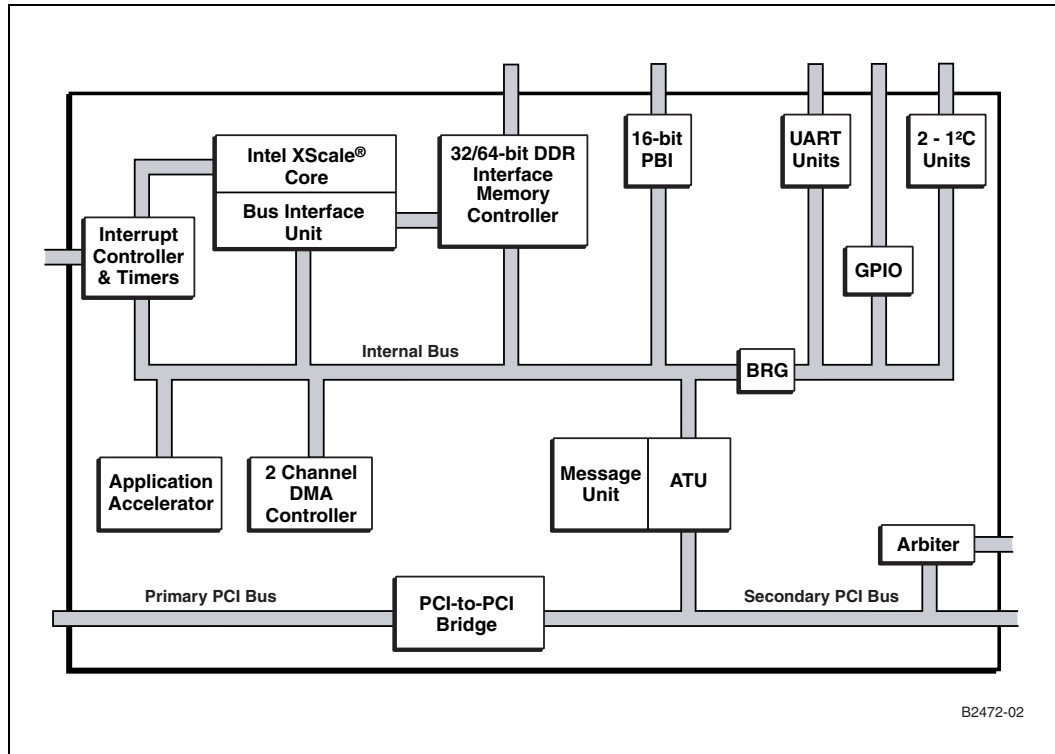 Intel XScale® Core
Bus Interface Unit
32/64-bit DDR Interface Memory Controller
16-bit PBI
UART Units
2 - 1²C Units
Interrupt Controller & Timers
GPIO
Internal Bus
BRG
Application Accelerator
2 Channel DMA Controller
Message Unit
ATU
Arbiter
Primary PCI Bus
PCI-to-PCI Bridge
Secondary PCI Bus
B2472-02